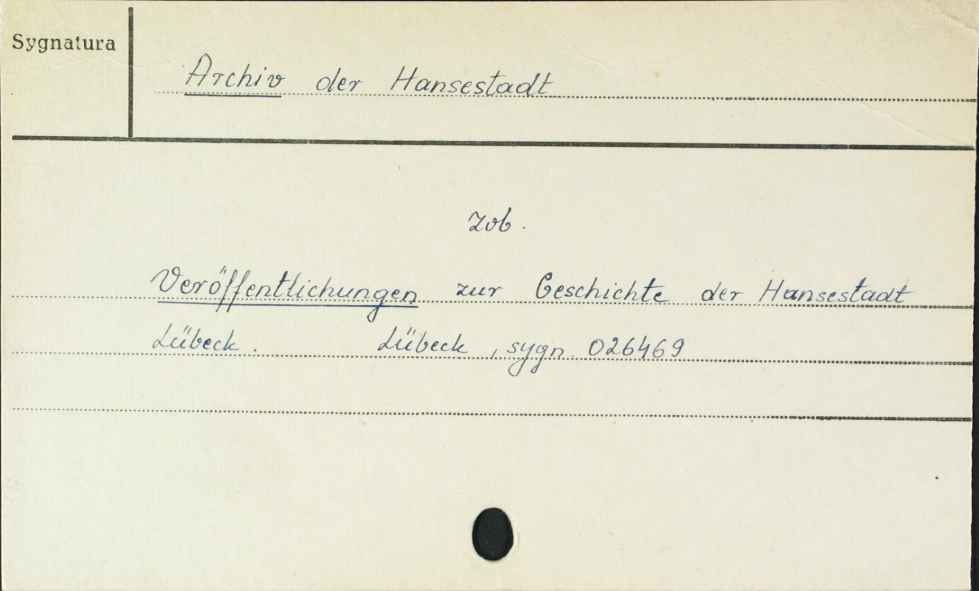 Sygnatura
Archiv der Hansestadt
zob.
Veröffentlichungen zur Geschichte der Hansestadt
Lübeck. Lübeck, sygn. 026469